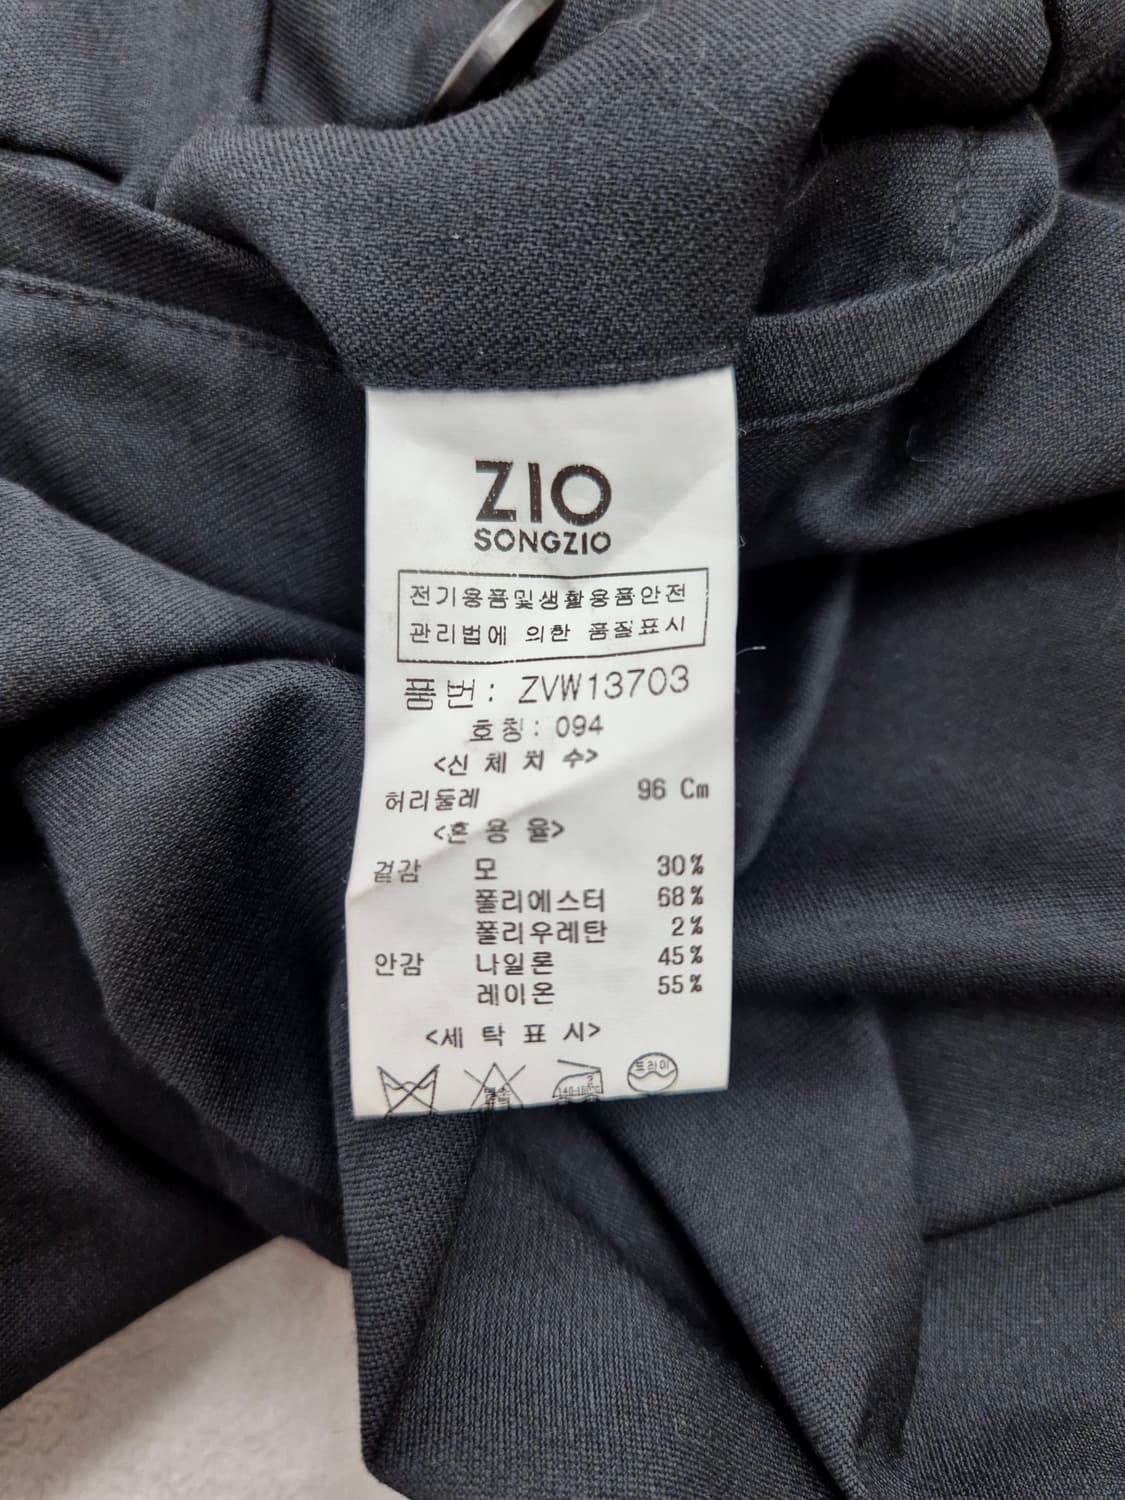 ZIO
SONGZIO
전기용품및생활용품안전
관리법에 의한 품질표시
품번: ZVW13703
호칭: 094
<신 체 치 수>
허리둘레 96 Cm
<혼 용 율>
겉감 모 30%
폴리에스터 68%
폴리우레탄 2%
안감 나일론 45%
레이온 55%
<세 탁 표 시>
140-160℃ 드라이